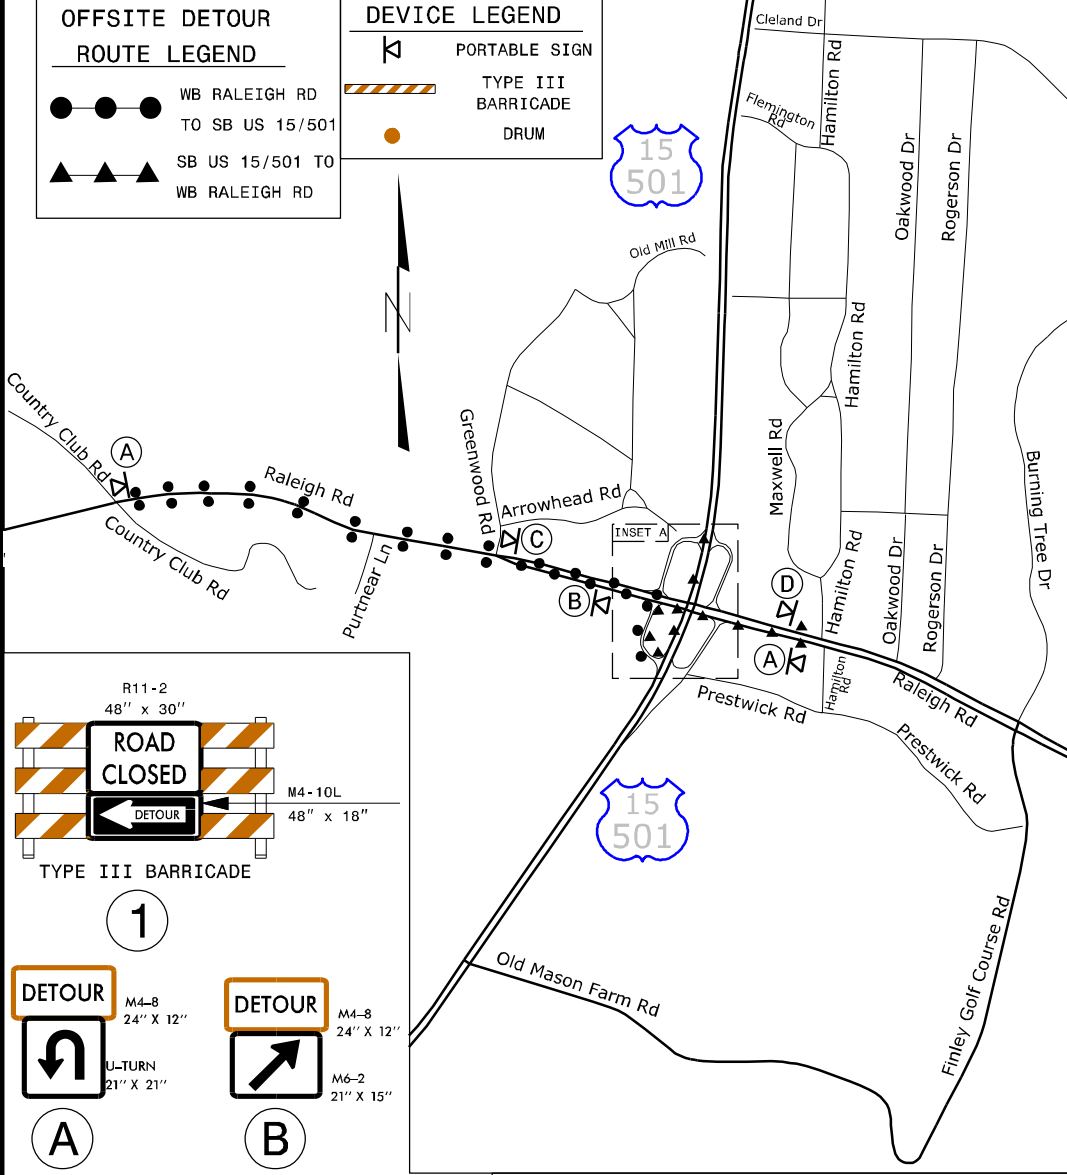 OFFSITE DETOUR
ROUTE LEGEND
WB RALEIGH RD
TO SB US 15/501
SB US 15/501 TO
WB RALEIGH RD
DEVICE LEGEND
PORTABLE SIGN
TYPE III
BARRICADE
DRUM
N
15
501
Cleland Dr
Flemington
Rd
Hamilton Rd
Oakwood Dr
Rogerson Dr
Old Mill Rd
Hamilton Rd
Maxwell Rd
Burning Tree Dr
Country Club Rd
A
Raleigh Rd
Greenwood Rd
Arrowhead Rd
C
INSET A
Country Club Rd
Purtnear Ln
B
D
A
Hamilton Rd
Oakwood Dr
Rogerson Dr
Hamilton
Rd
Raleigh Rd
Prestwick Rd
Prestwick Rd
15
501
Old Mason Farm Rd
Finley Golf Course Rd
R11-2
48" x 30"
ROAD
CLOSED
DETOUR
M4-10L
48" x 18"
TYPE III BARRICADE
1
DETOUR
M4-8
24" X 12"
U-TURN
21" X 21"
A
DETOUR
M4-8
24" X 12"
M6-2
21" X 15"
B